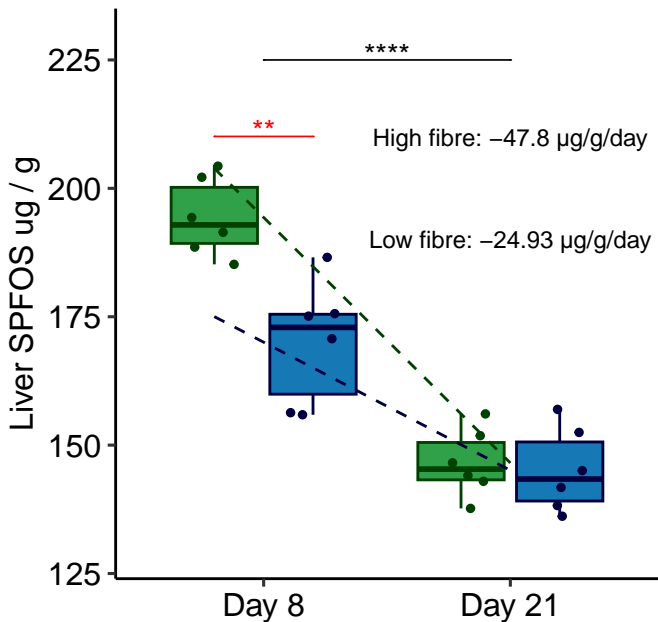 Liver SPFOS ug / g
225
200
175
150
125
****
**
High fibre: −47.8 µg/g/day
Low fibre: −24.93 µg/g/day
Day 8
Day 21